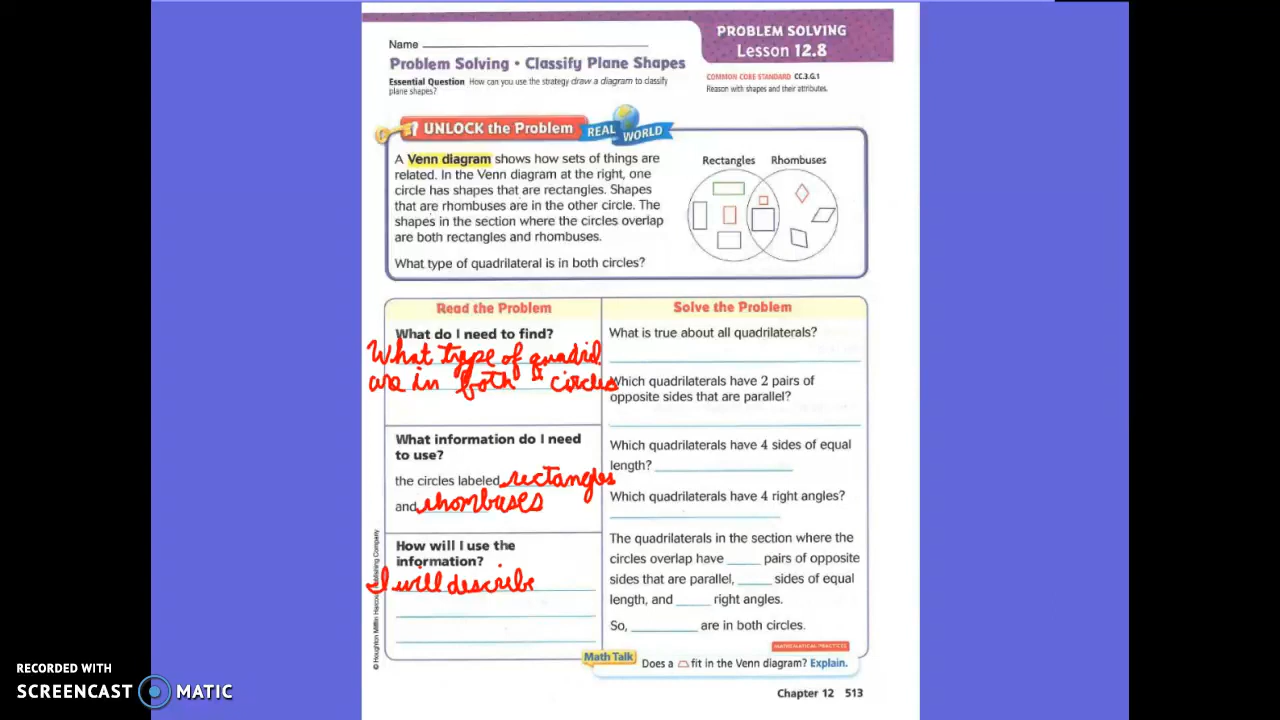 PROBLEM SOLVING
Lesson 12.8
Name
Problem Solving • Classify Plane Shapes
Essential Question How can you use the strategy draw a diagram to classify
plane shapes?
COMMON CORE STANDARD CC.3.G.1
Reason with shapes and their attributes.
UNLOCK the Problem REAL WORLD
A Venn diagram shows how sets of things are
related. In the Venn diagram at the right, one
circle has shapes that are rectangles. Shapes
that are rhombuses are in the other circle. The
shapes in the section where the circles overlap
are both rectangles and rhombuses.
What type of quadrilateral is in both circles?
Rectangles Rhombuses
Read the Problem
What do I need to find?
What type of quadril
are in both circles
What information do I need
to use?
the circles labeled rectangles
and rhombuses
How will I use the
information?
I will describe
Solve the Problem
What is true about all quadrilaterals?
Which quadrilaterals have 2 pairs of
opposite sides that are parallel?
Which quadrilaterals have 4 sides of equal
length?
Which quadrilaterals have 4 right angles?
The quadrilaterals in the section where the
circles overlap have pairs of opposite
sides that are parallel, sides of equal
length, and right angles.
So, are in both circles.
MATHEMATICAL PRACTICES
Math Talk Does a fit in the Venn diagram? Explain.
© Houghton Mifflin Harcourt Publishing Company
Chapter 12 513
RECORDED WITH
SCREENCAST MATIC